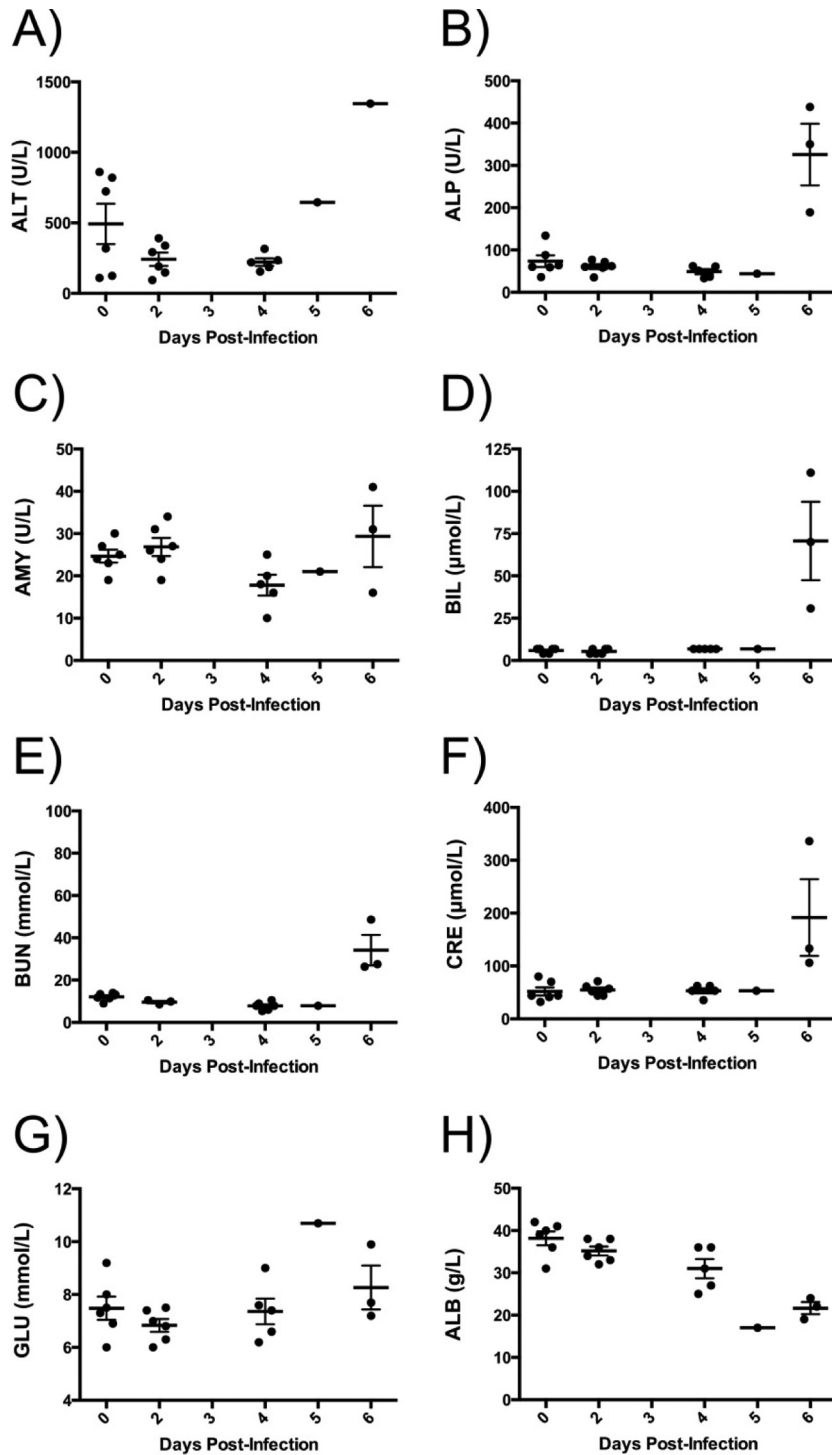 A)
1500
1000
500
0
ALT (U/L)
0 2 3 4 5 6
Days Post-Infection
B)
500
400
300
200
100
0
ALP (U/L)
0 2 3 4 5 6
Days Post-Infection
C)
50
40
30
20
10
0
AMY (U/L)
0 2 3 4 5 6
Days Post-Infection
D)
125
100
75
50
25
0
BIL (µmol/L)
0 2 3 4 5 6
Days Post-Infection
E)
100
80
60
40
20
0
BUN (mmol/L)
0 2 3 4 5 6
Days Post-Infection
F)
400
300
200
100
0
CRE (µmol/L)
0 2 3 4 5 6
Days Post-Infection
G)
12
10
8
6
4
GLU (mmol/L)
0 2 3 4 5 6
Days Post-Infection
H)
50
40
30
20
10
0
ALB (g/L)
0 2 3 4 5 6
Days Post-Infection